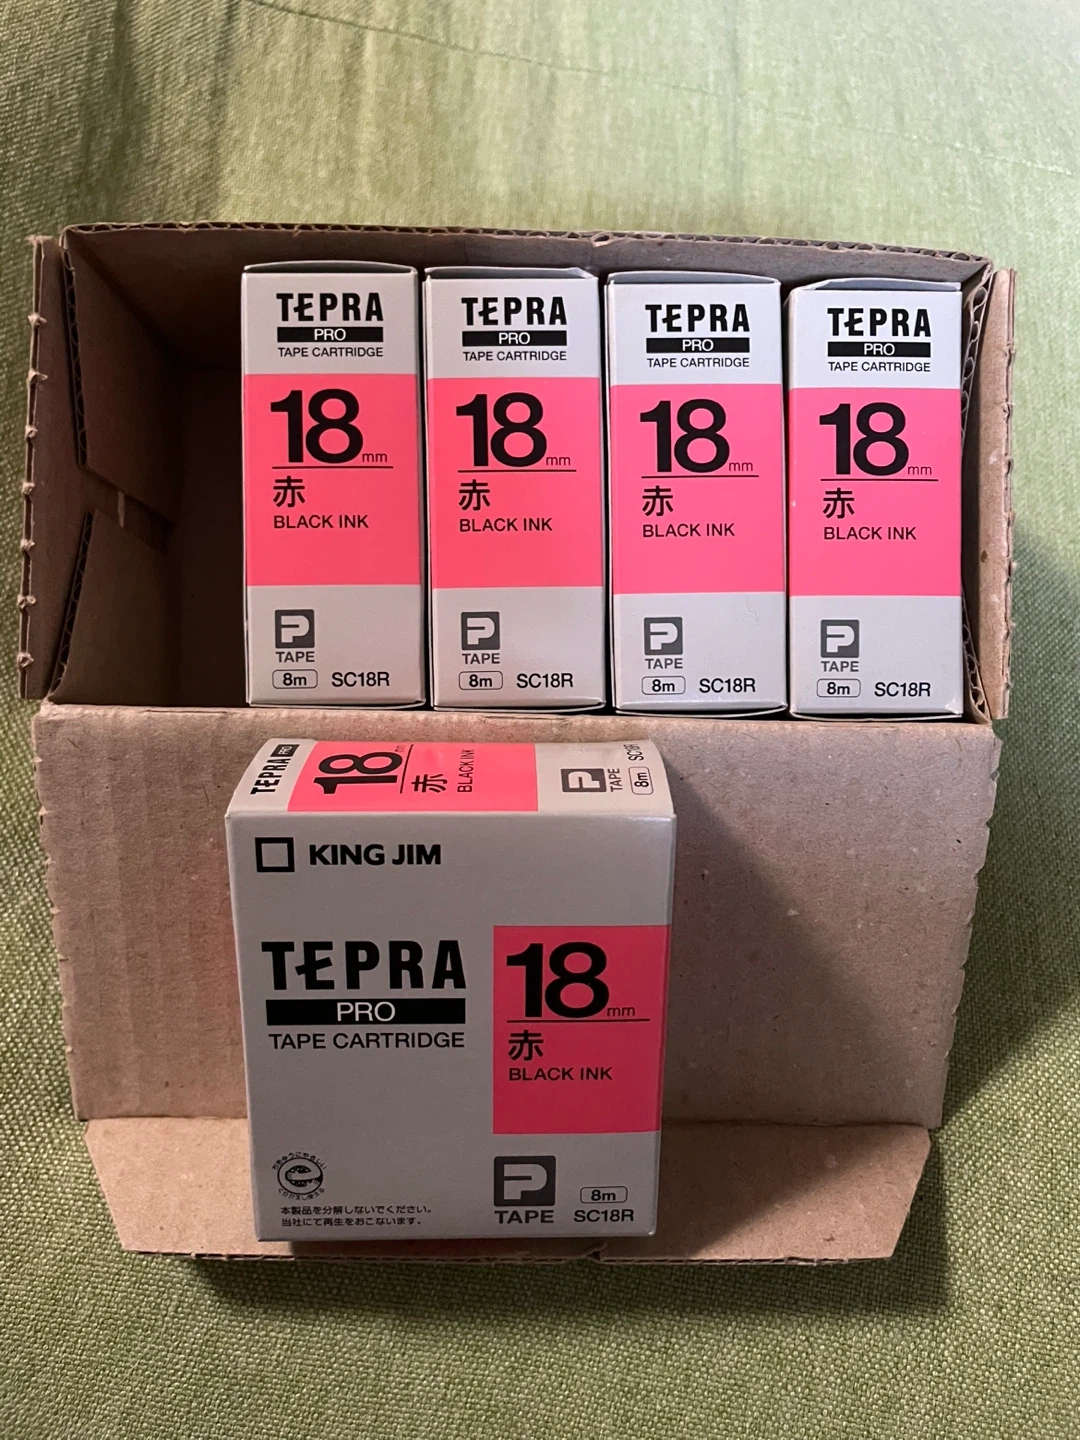 TEPRA
PRO
TAPE CARTRIDGE
18mm
赤
BLACK INK
P
TAPE
8m SC18R
TEPRA
PRO
TAPE CARTRIDGE
18mm
赤
BLACK INK
P
TAPE
8m SC18R
TEPRA
PRO
TAPE CARTRIDGE
18mm
赤
BLACK INK
P
TAPE
8m SC18R
TEPRA
PRO
TAPE CARTRIDGE
18mm
赤
BLACK INK
P
TAPE
8m SC18R
TEPRA PRO
18mm
赤
BLACK INK
P
TAPE
8m SC18R
KING JIM
TEPRA
PRO
TAPE CARTRIDGE
18mm
赤
BLACK INK
本製品を分解しないでください。
当社にて再生をおこないます。
P
TAPE
8m
SC18R